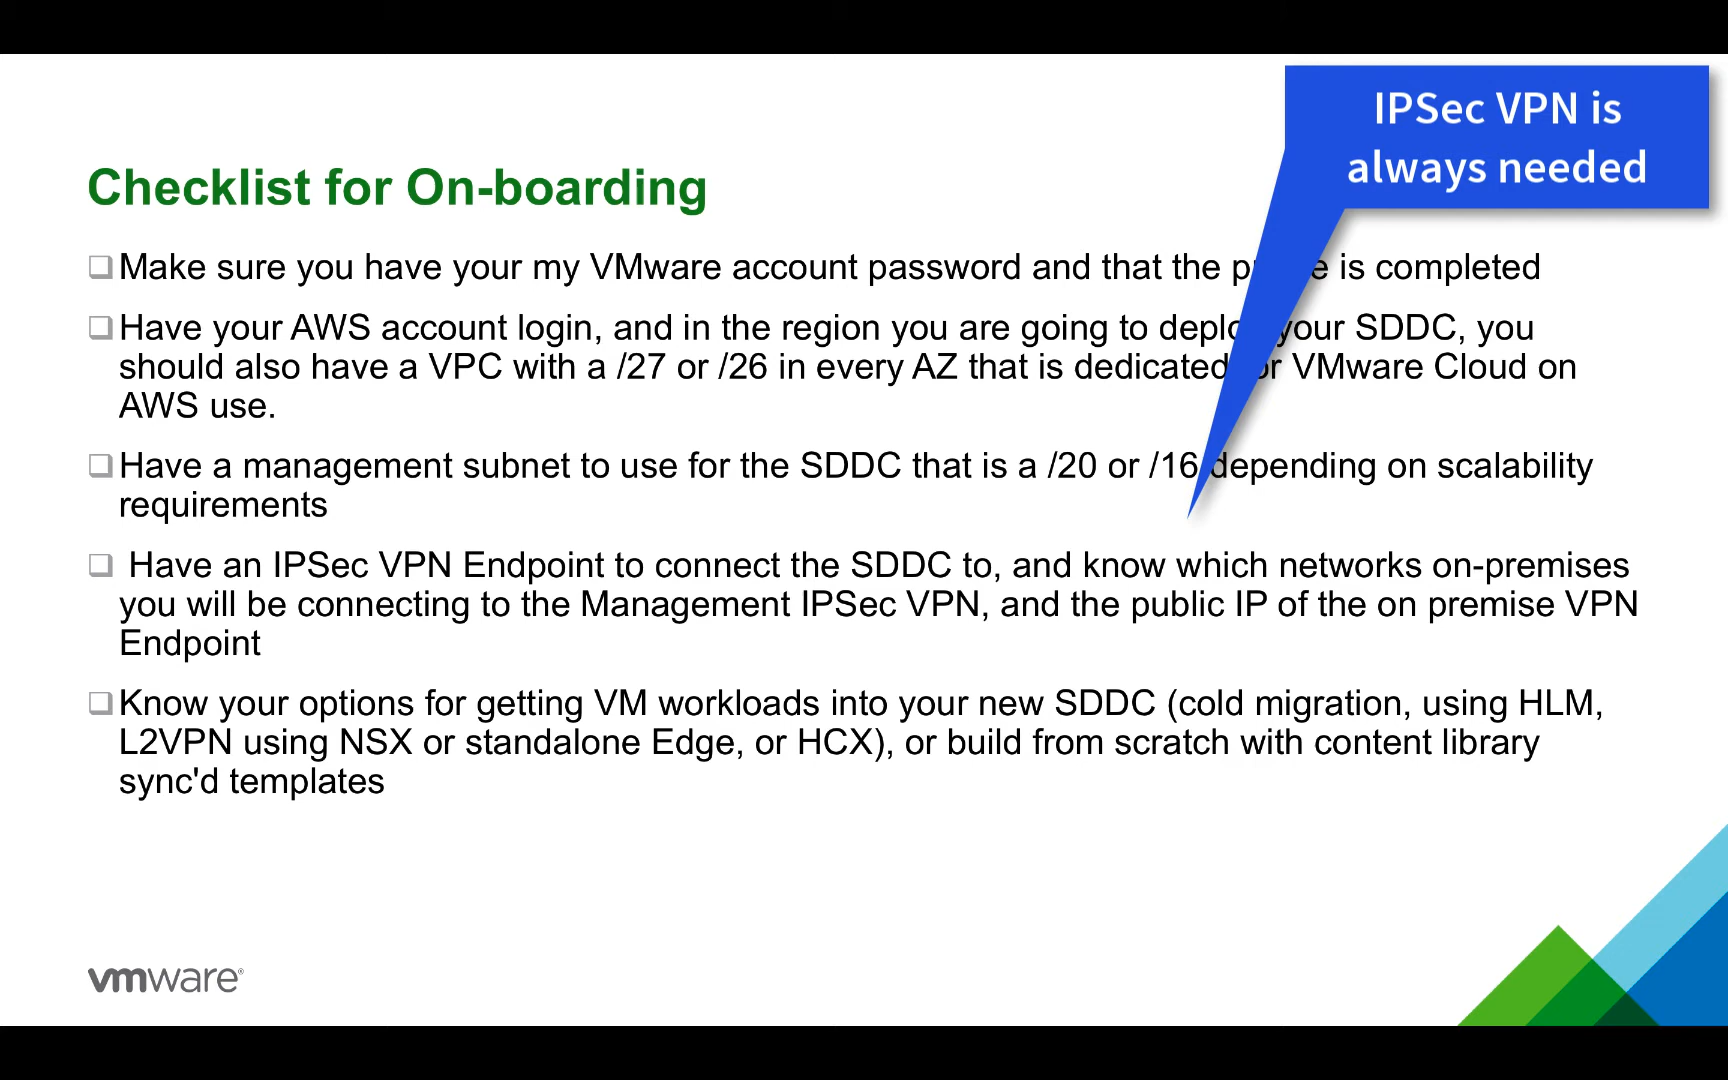 IPSec VPN is
always needed
Checklist for On-boarding
Make sure you have your my VMware account password and that the is completed
Have your AWS account login, and in the region you are going to your SDDC, you
should also have a VPC with a /27 or /26 in every AZ that is dedicated VMware Cloud on
AWS use.
Have a management subnet to use for the SDDC that is a /20 or /16 depending on scalability
requirements
Have an IPSec VPN Endpoint to connect the SDDC to, and know which networks on-premises
you will be connecting to the Management IPSec VPN, and the public IP of the on premise VPN
Endpoint
Know your options for getting VM workloads into your new SDDC (cold migration, using HLM,
L2VPN using NSX or standalone Edge, or HCX), or build from scratch with content library
sync'd templates
vmware®